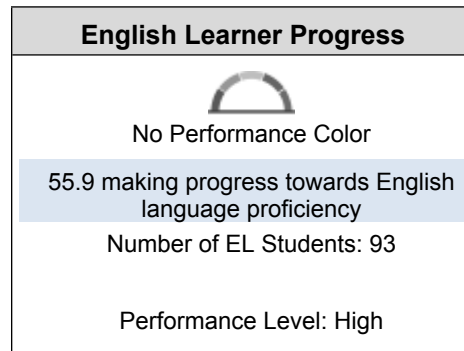 English Learner Progress
No Performance Color
55.9 making progress towards English
language proficiency
Number of EL Students: 93
Performance Level: High